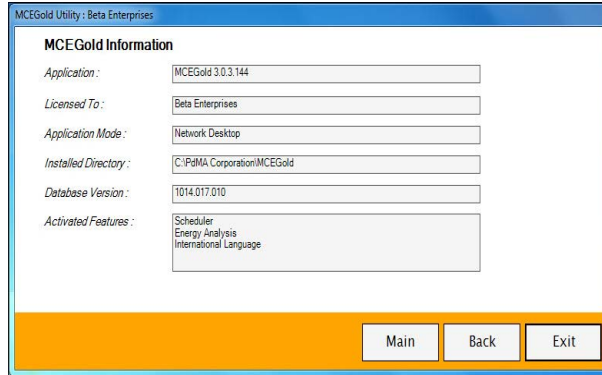 MCEGold Utility : Beta Enterprises
MCEGold Information
Application : MCEGold 3.0.3.144
Licensed To : Beta Enterprises
Application Mode : Network Desktop
Installed Directory : C:\PdMA Corporation\MCEGold
Database Version : 1014.017.010
Activated Features : Scheduler
Energy Analysis
International Language
Main Back Exit